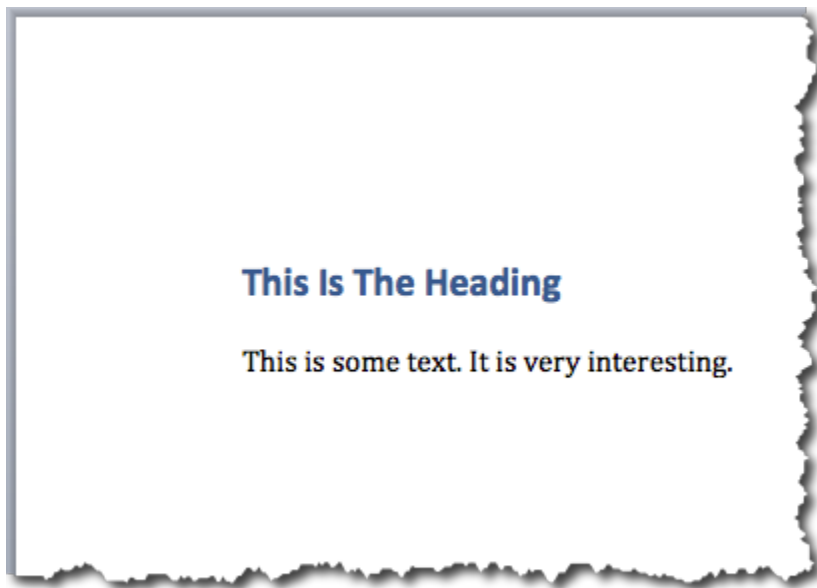 This Is The Heading
This is some text. It is very interesting.